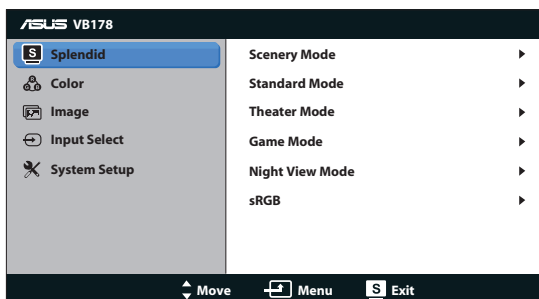 ASUS VB178
S Splendid
Color
Image
Input Select
System Setup
Scenery Mode
Standard Mode
Theater Mode
Game Mode
Night View Mode
sRGB
Move Menu S Exit